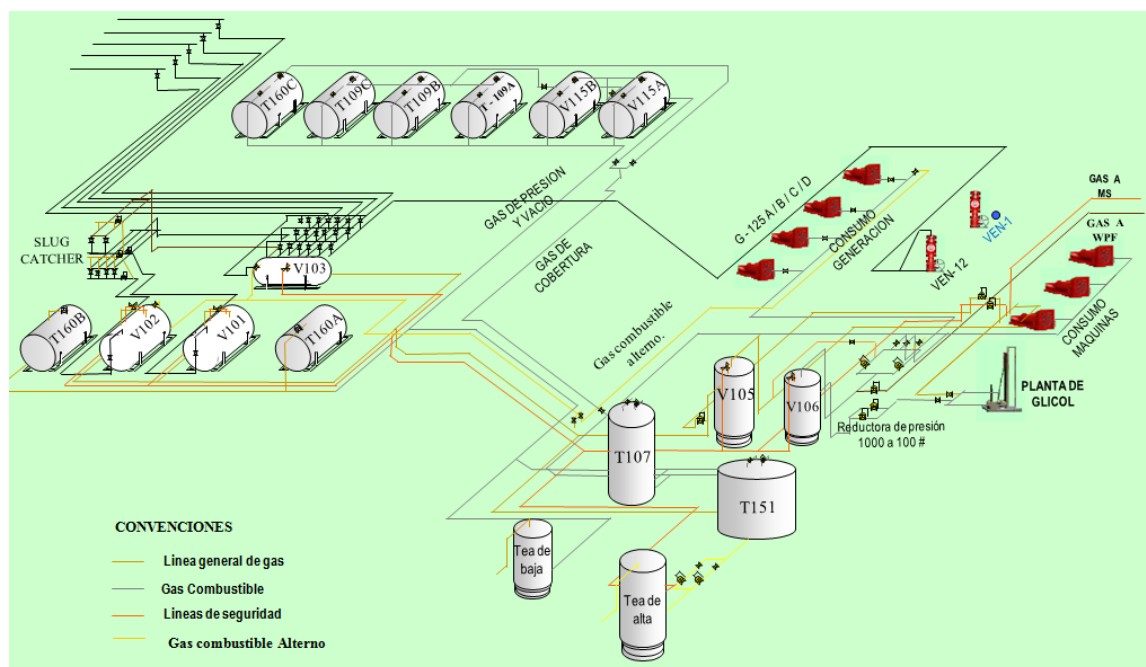 T160C
T109C
T109B
T - 109A
V115B
V115A
GAS DE PRESION
Y VACIO
GAS DE
COBERTURA
G - 125 A / B / C / D
CONSUMO
GENERACION
VEN-1
VEN- 12
GAS A
MS
GAS A
WPF
CONSUMO
MAQUINAS
SLUG
CATCHER
V103
T160B
V102
V101
T160A
Gas combustible
alterno.
V105
V106
PLANTA DE
GLICOL
Reductora de presión
1000 a 100 #
T107
T151
Tea de
baja
Tea de
alta
CONVENCIONES
Linea general de gas
Gas Combustible
Lineas de seguridad
Gas combustible Alterno